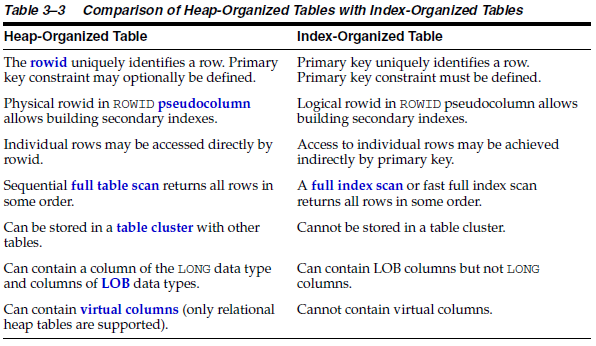 Table 3–3 Comparison of Heap-Organized Tables with Index-Organized Tables
Heap-Organized Table
Index-Organized Table
The rowid uniquely identifies a row. Primary
key constraint may optionally be defined.
Primary key uniquely identifies a row.
Primary key constraint must be defined.
Physical rowid in ROWID pseudocolumn
allows building secondary indexes.
Logical rowid in ROWID pseudocolumn allows
building secondary indexes.
Individual rows may be accessed directly by
rowid.
Access to individual rows may be achieved
indirectly by primary key.
Sequential full table scan returns all rows in
some order.
A full index scan or fast full index scan
returns all rows in some order.
Can be stored in a table cluster with other
tables.
Cannot be stored in a table cluster.
Can contain a column of the LONG data type
and columns of LOB data types.
Can contain LOB columns but not LONG
columns.
Can contain virtual columns (only relational
heap tables are supported).
Cannot contain virtual columns.